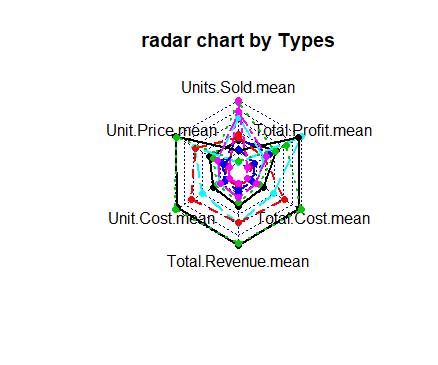 radar chart by Types
Units.Sold.mean
Unit.Price.mean
Total.Profit.mean
Unit.Cost.mean
Total.Cost.mean
Total.Revenue.mean